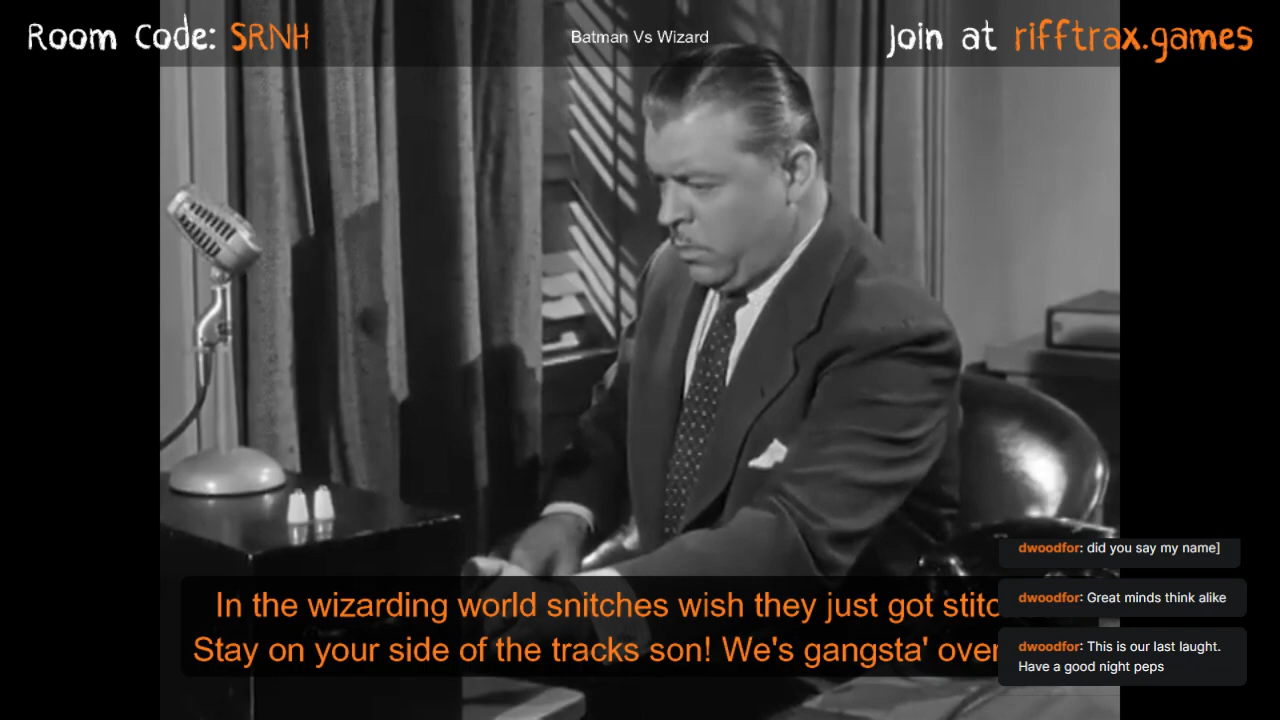 Room Code: SRNH
Batman Vs Wizard
Join at rifftrax.games
dwoodfor: did you say my name]
dwoodfor: Great minds think alike
In the wizarding world snitches wish they just got
Stay on your side of the tracks son! We's gangsta' over
dwoodfor: This is our last laught.
Have a good night peps